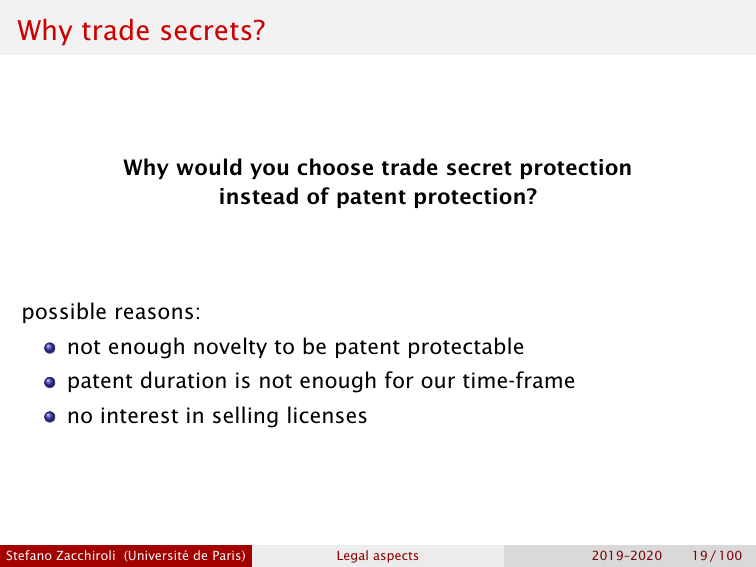 Why trade secrets?
Why would you choose trade secret protection
instead of patent protection?
possible reasons:
not enough novelty to be patent protectable
patent duration is not enough for our time-frame
no interest in selling licenses
Stefano Zacchiroli (Université de Paris) Legal aspects 2019–2020 19 / 100